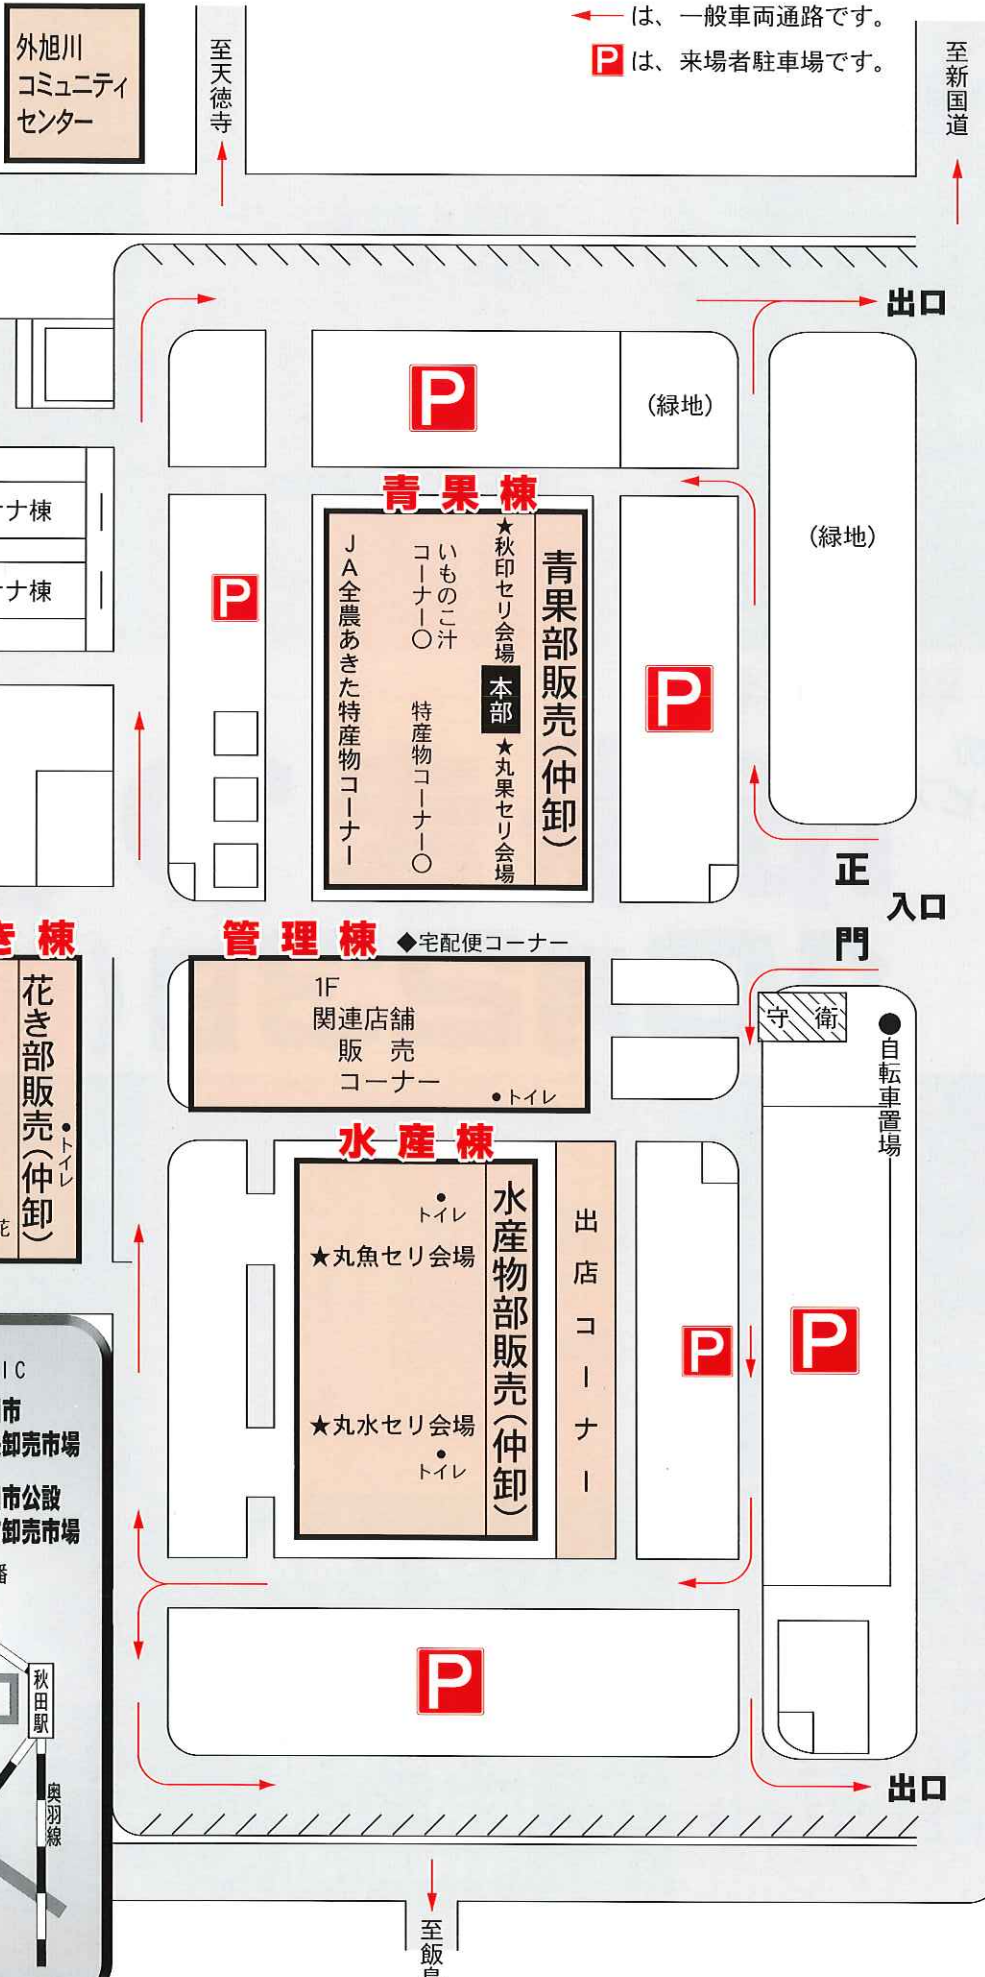 は、一般車両通路です。
P は、来場者駐車場です。
外旭川
コミュニティ
センター
至天徳寺
至新国道
出口
P
(緑地)
(緑地)
ナ棟
ナ棟
P
青果棟
JA全農あきた特産物コーナー
いものこ汁
コーナー○
特産物コーナー○
★秋印セリ会場
本部
★丸果セリ会場
青果部販売(仲卸)
P
正門
入口
き棟
花き部販売(仲卸)
•トイレ
花
管理棟
◆宅配便コーナー
1F
関連店舗
販売
コーナー
•トイレ
守衛
●自転車置場
水産棟
•トイレ
★丸魚セリ会場
★丸水セリ会場
•トイレ
水産物部販売(仲卸)
出店コーナー
P
P
IC
市
卸売市場
市公設
卸売市場
番
秋田駅
奥羽線
P
出口
至飯